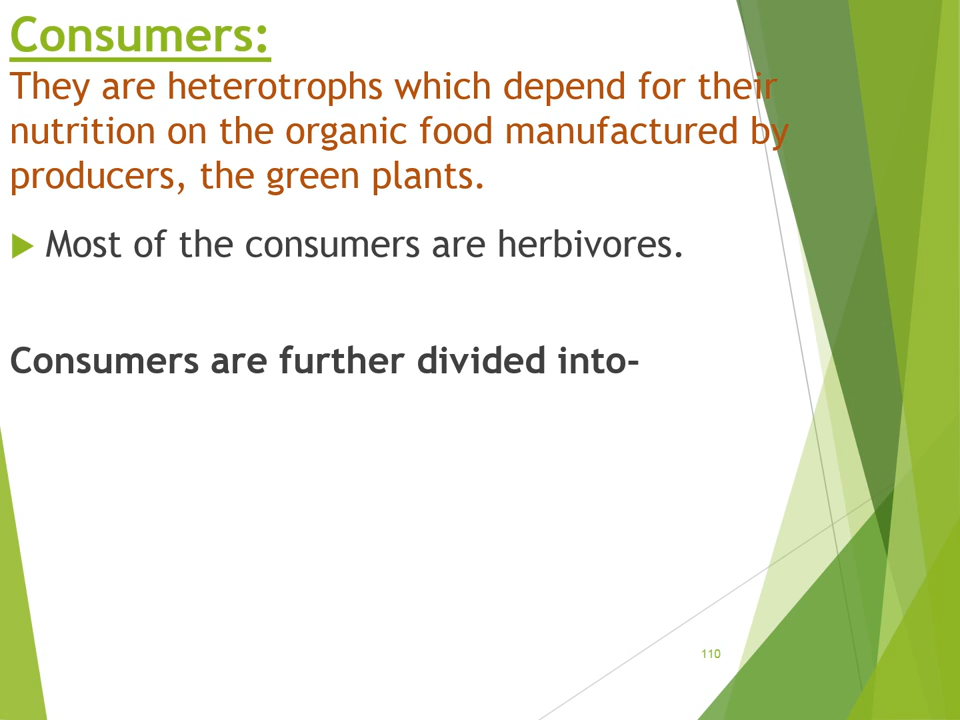 Consumers:
They are heterotrophs which depend for their
nutrition on the organic food manufactured by
producers, the green plants.
Most of the consumers are herbivores.
Consumers are further divided into-
110